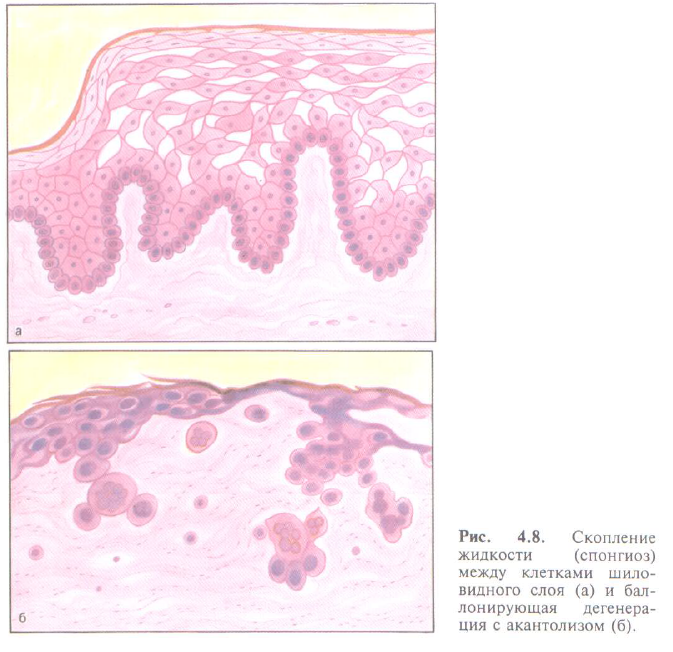 а
б
Рис. 4.8. Скопление
жидкости (спонгиоз)
между клетками шило-
видного слоя (а) и бал-
лонирующая дегенера-
ция с акантолизом (б).